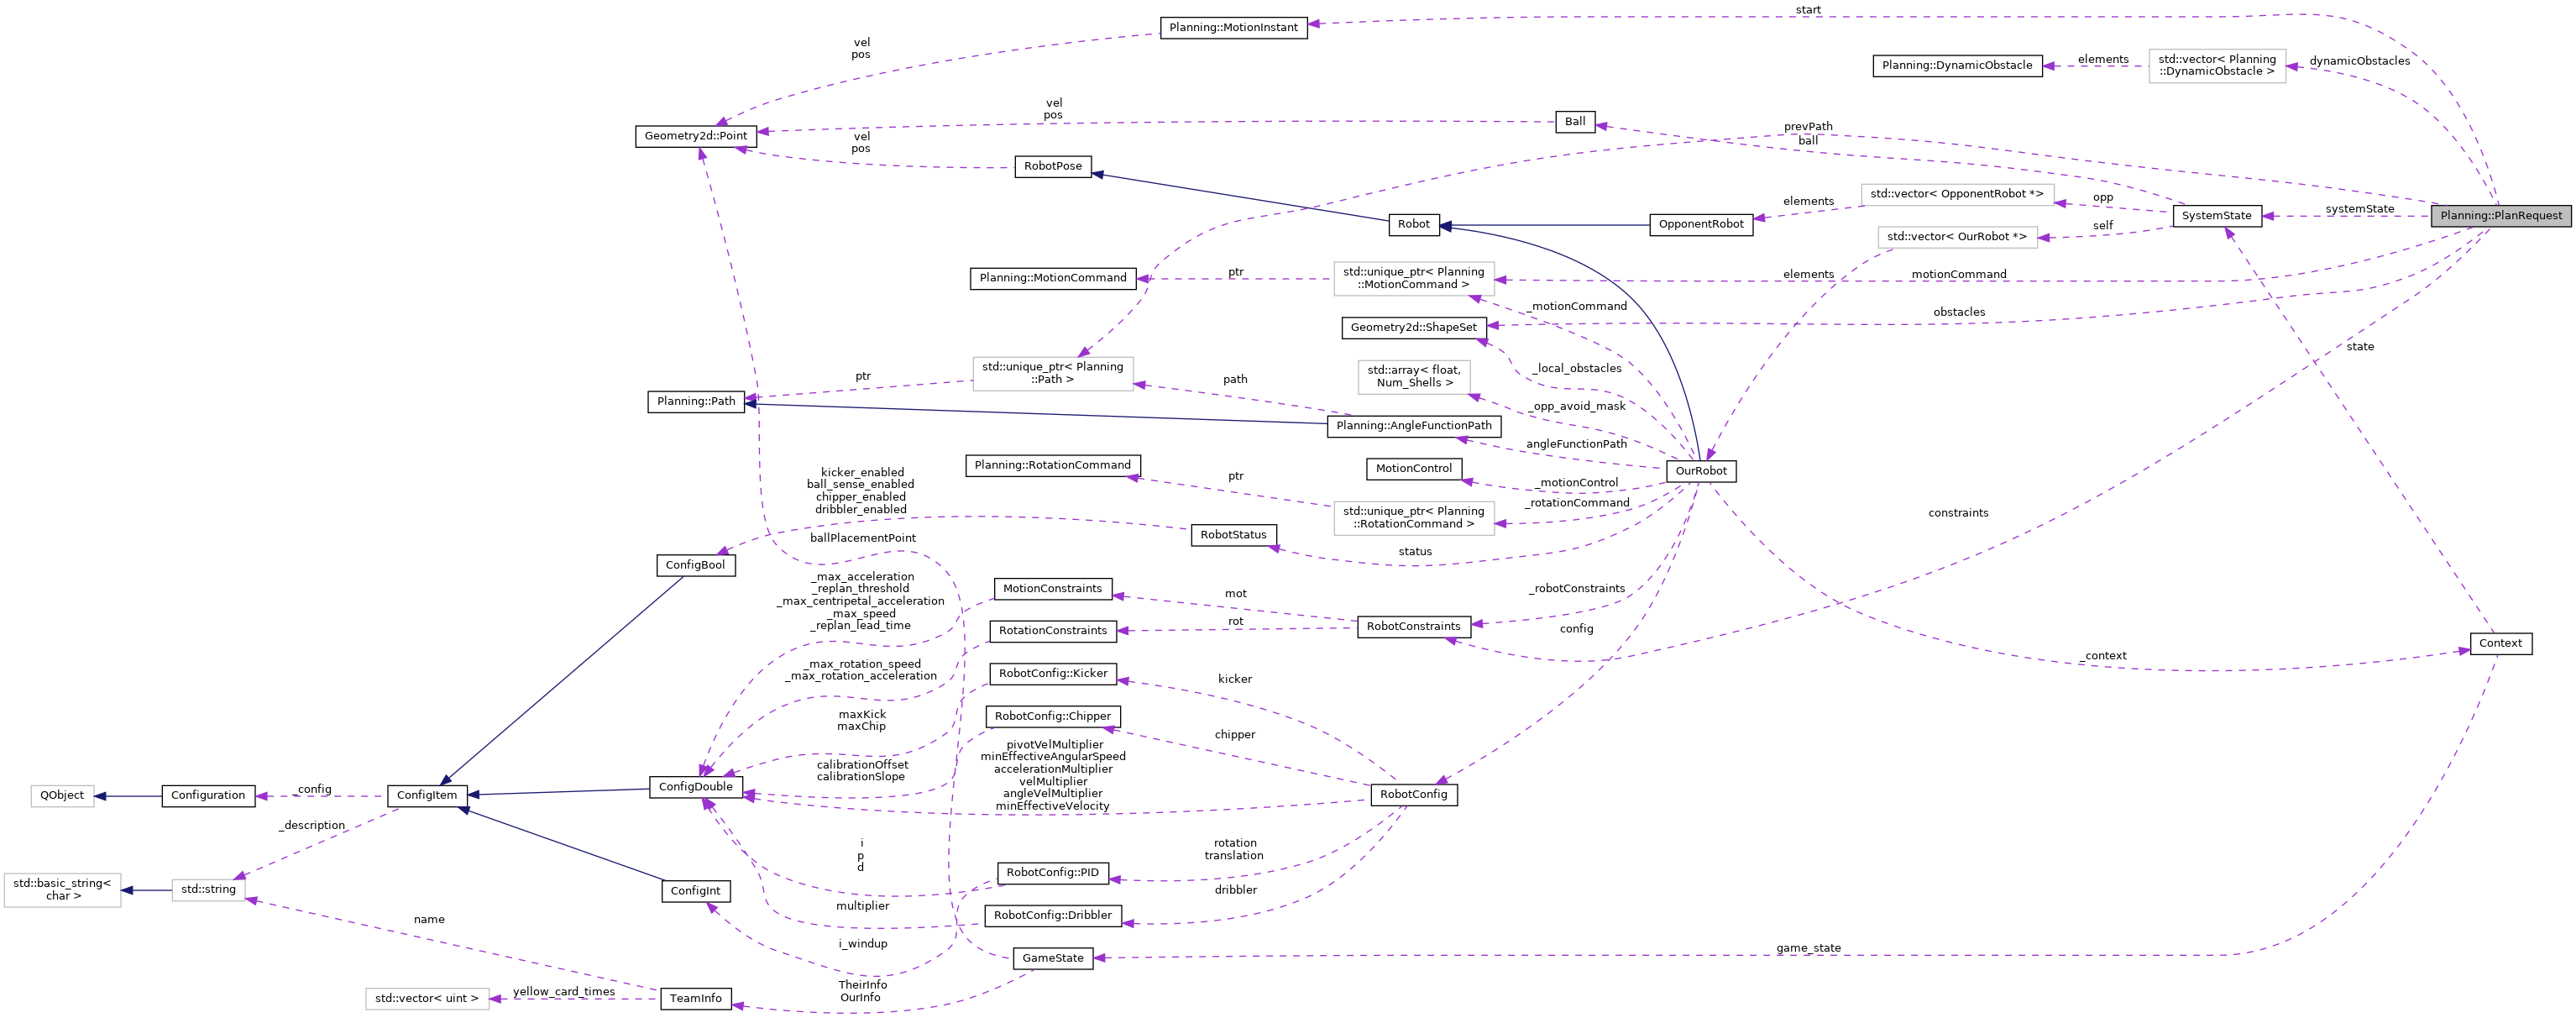 start
Planning::MotionInstant
vel
pos
Planning::DynamicObstacle
elements
std::vector< Planning
::DynamicObstacle >
dynamicObstacles
vel
pos
Ball
prevPath
ball
Geometry2d::Point
vel
pos
RobotPose
std::vector< OpponentRobot *>
opp
elements
SystemState
systemState
Planning::PlanRequest
Robot
OpponentRobot
self
std::vector< OurRobot *>
Planning::MotionCommand
ptr
std::unique_ptr< Planning
::MotionCommand >
elements
motionCommand
_motionCommand
obstacles
Geometry2d::ShapeSet
state
std::unique_ptr< Planning
::Path >
ptr
path
_local_obstacles
std::array< float,
Num_Shells >
Planning::Path
_opp_avoid_mask
Planning::AngleFunctionPath
angleFunctionPath
Planning::RotationCommand
ptr
MotionControl
OurRobot
_motionControl
kicker_enabled
ball_sense_enabled
chipper_enabled
dribbler_enabled
std::unique_ptr< Planning
::RotationCommand >
_rotationCommand
constraints
RobotStatus
status
ballPlacementPoint
ConfigBool
_max_acceleration
_replan_threshold
_max_centripetal_acceleration
_max_speed
_replan_lead_time
MotionConstraints
mot
_robotConstraints
RotationConstraints
rot
RobotConstraints
config
_context
Context
_max_rotation_speed
_max_rotation_acceleration
RobotConfig::Kicker
kicker
maxKick
maxChip
RobotConfig::Chipper
chipper
pivotVelMultiplier
minEffectiveAngularSpeed
accelerationMultiplier
velMultiplier
angleVelMultiplier
minEffectiveVelocity
calibrationOffset
calibrationSlope
QObject
Configuration
_config
ConfigItem
ConfigDouble
RobotConfig
_description
i
p
d
rotation
translation
RobotConfig::PID
std::basic_string<
char >
std::string
ConfigInt
dribbler
multiplier
RobotConfig::Dribbler
name
i_windup
GameState
game_state
std::vector< uint >
yellow_card_times
TeamInfo
TheirInfo
OurInfo